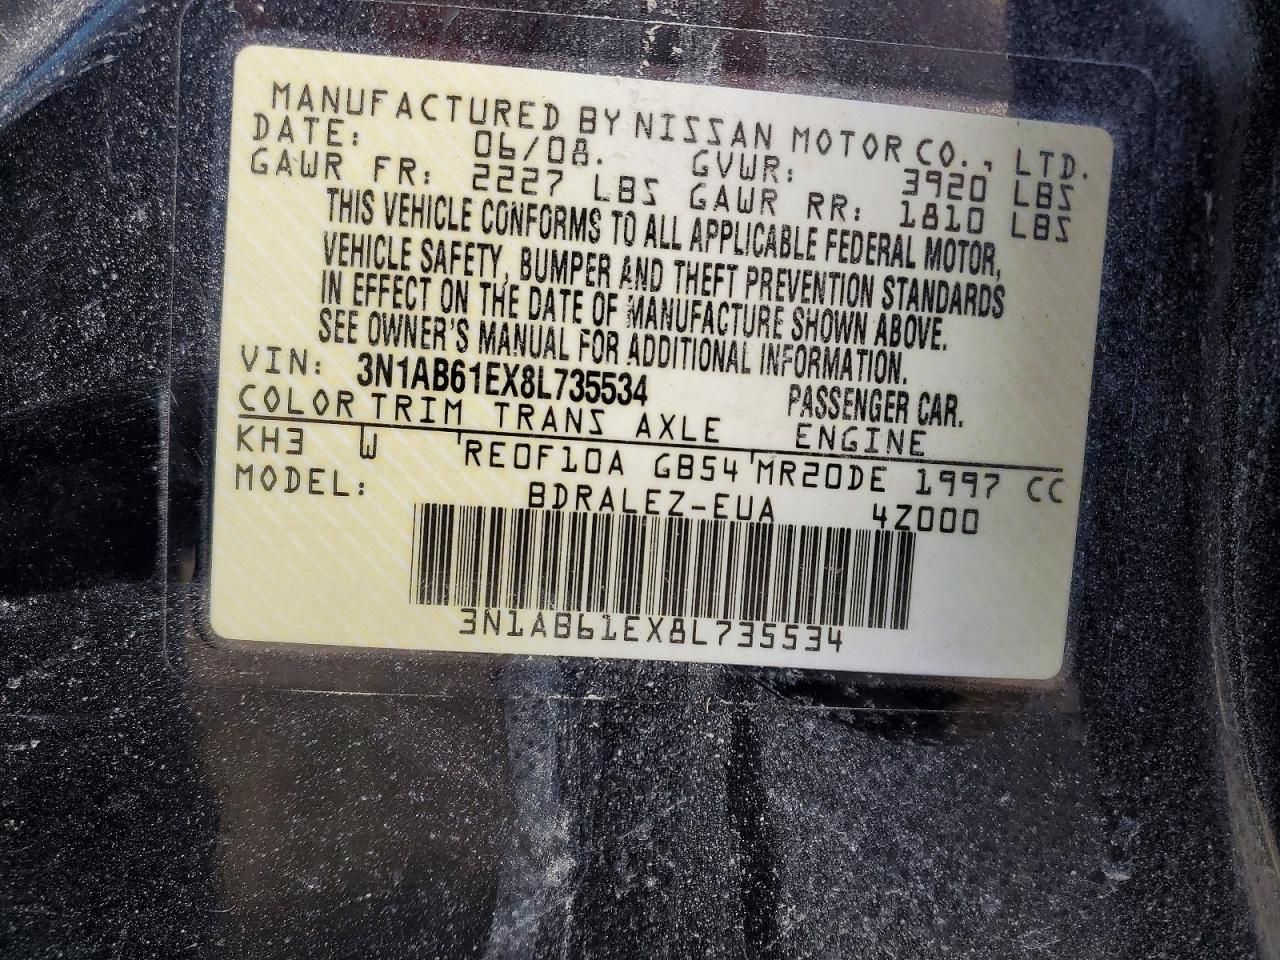 MANUFACTURED BY NISSAN MOTOR CO., LTD.
DATE: 06/08. GVWR: 3920 LBS
GAWR FR: 2227 LBS GAWR RR: 1810 LBS
THIS VEHICLE CONFORMS TO ALL APPLICABLE FEDERAL MOTOR,
VEHICLE SAFETY, BUMPER AND THEFT PREVENTION STANDARDS
IN EFFECT ON THE DATE OF MANUFACTURE SHOWN ABOVE.
SEE OWNER'S MANUAL FOR ADDITIONAL INFORMATION.
VIN: 3N1AB61EX8L735534 PASSENGER CAR.
COLOR TRIM TRANS AXLE ENGINE
KH3 W 'RE0F10A GB54 'MR20DE 1997 CC
MODEL: BDRALEZ-EUA 4Z000
3N1AB61EX8L735534